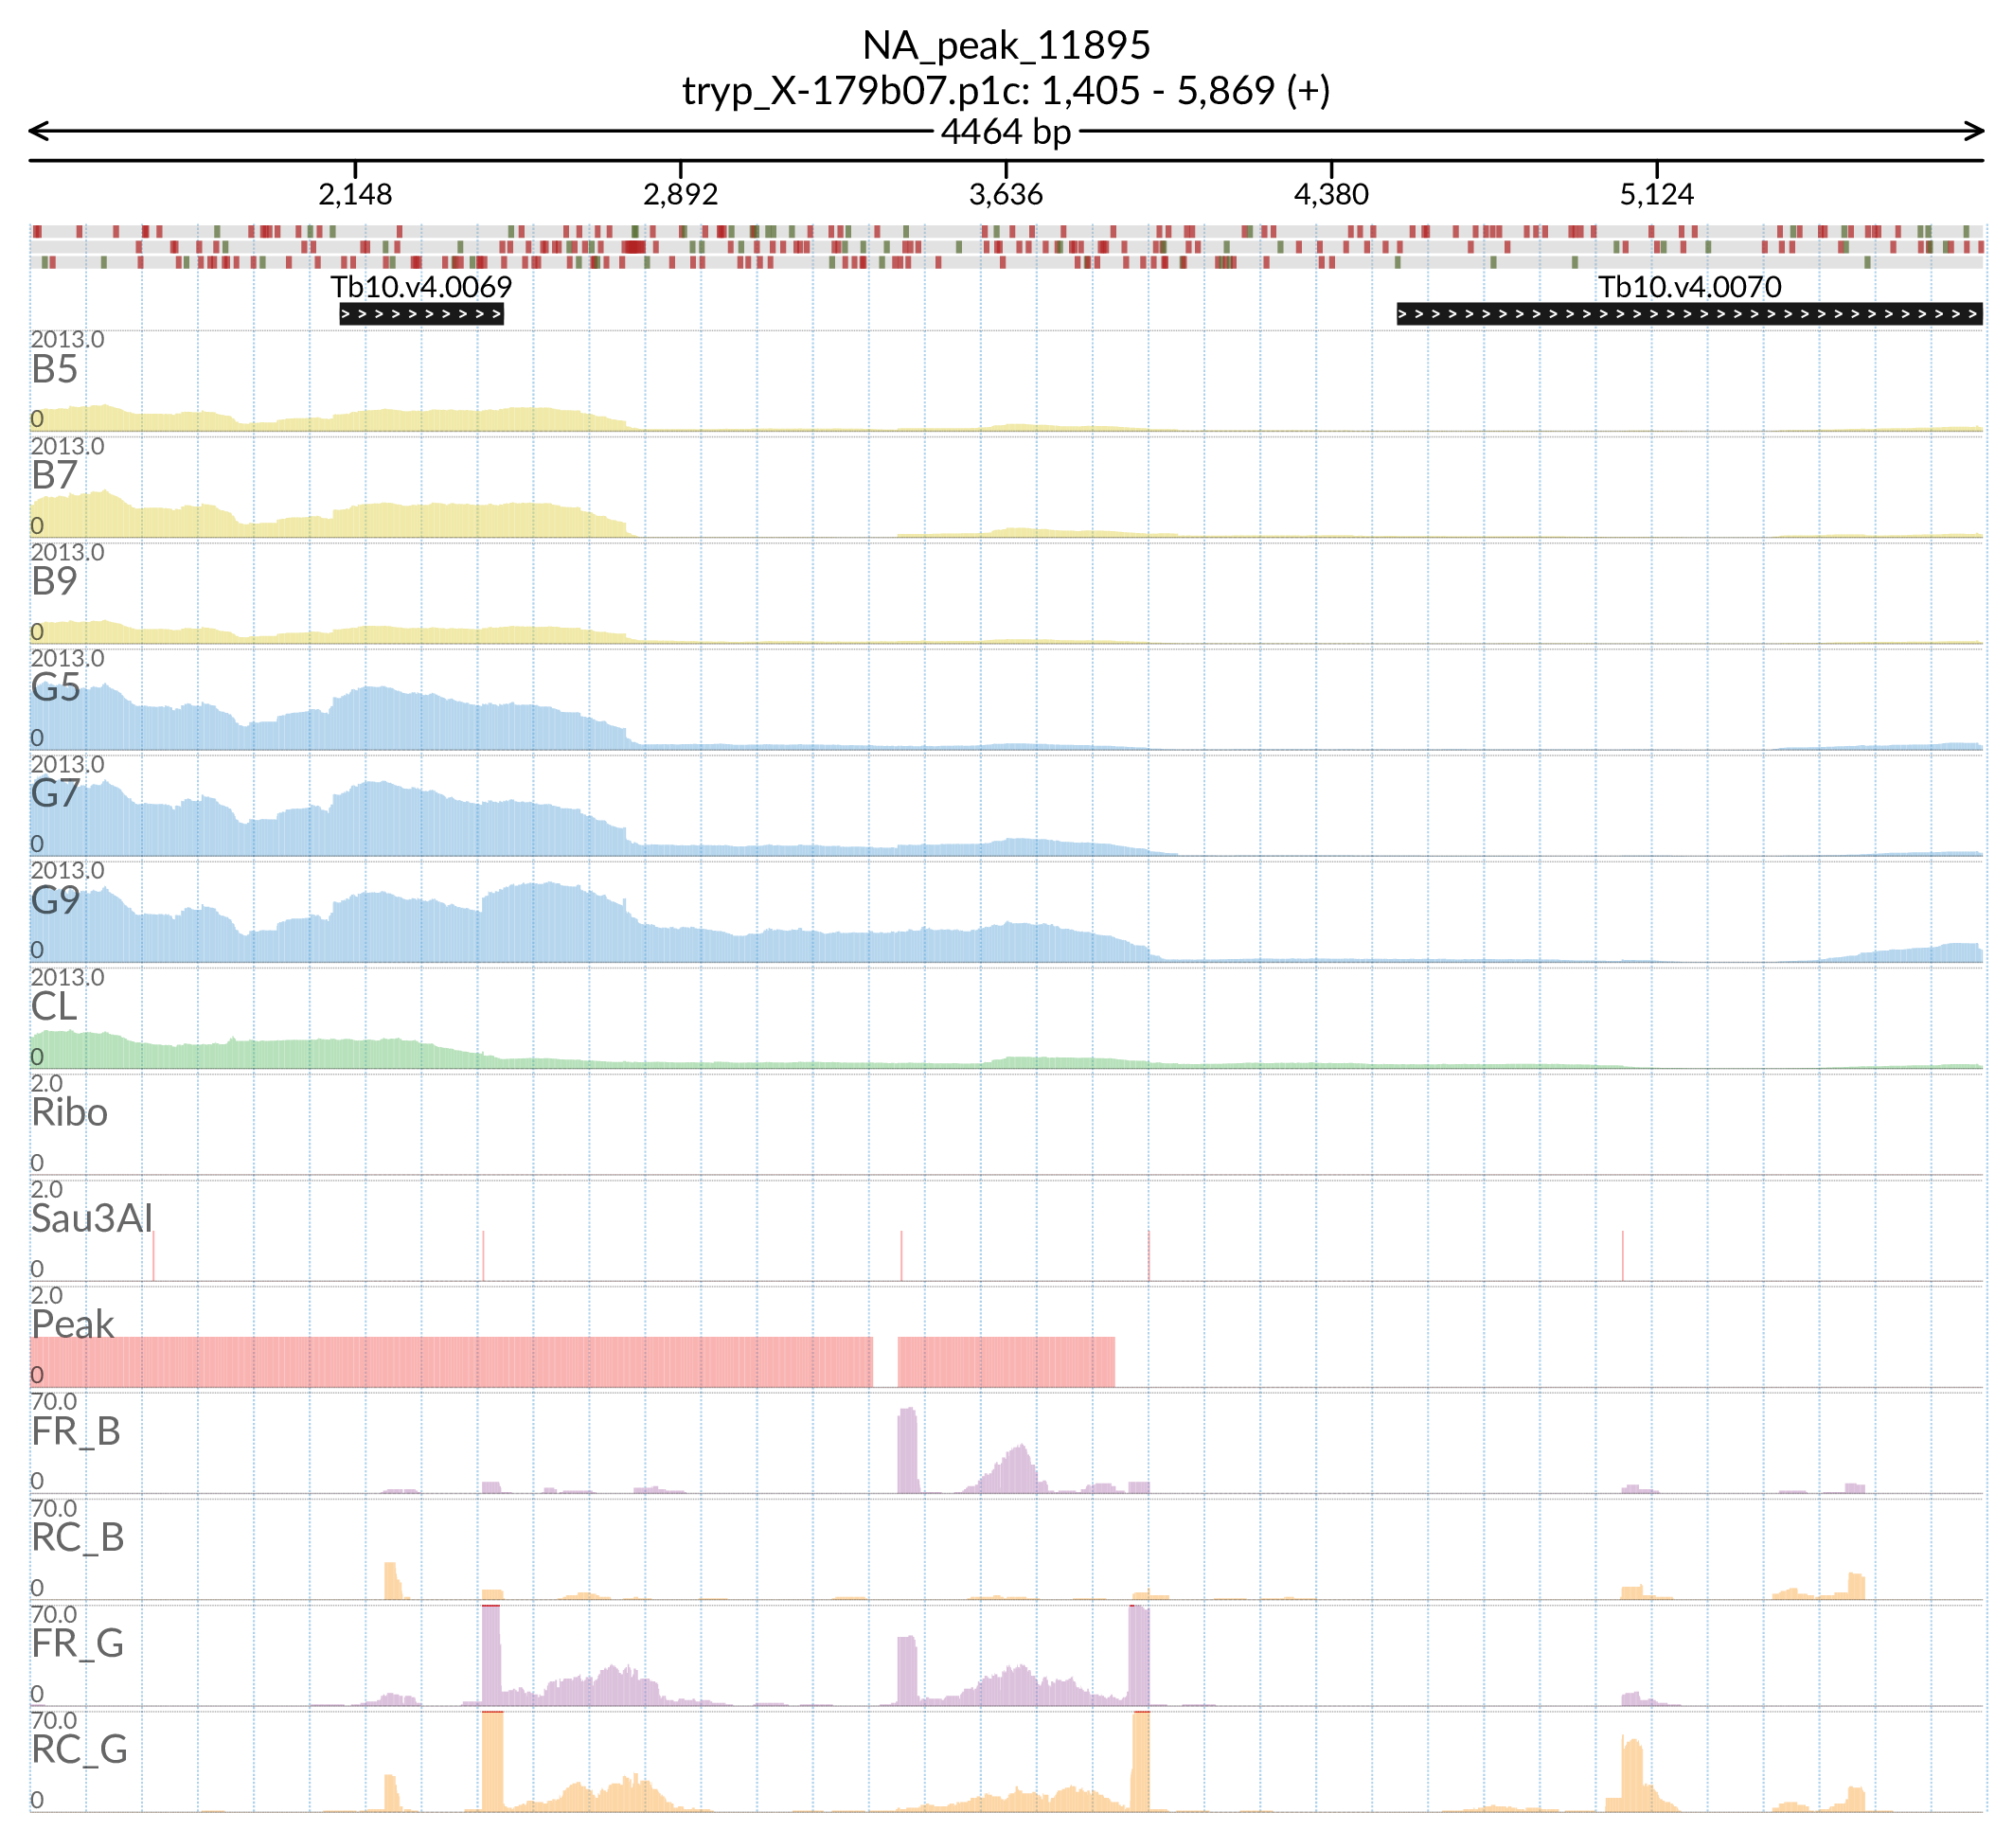 NA_peak_11895
tryp_X-179b07.p1c: 1,405 - 5,869 (+)
4464 bp
2,148 2,892 3,636 4,380 5,124
Tb10.v4.0069 Tb10.v4.0070
2013.0
B5
0
2013.0
B7
0
2013.0
B9
0
2013.0
G5
0
2013.0
G7
0
2013.0
G9
0
2013.0
CL
0
2.0
Ribo
0
2.0
Sau3AI
0
2.0
Peak
0
70.0
FR_B
0
70.0
RC_B
0
70.0
FR_G
0
70.0
RC_G
0